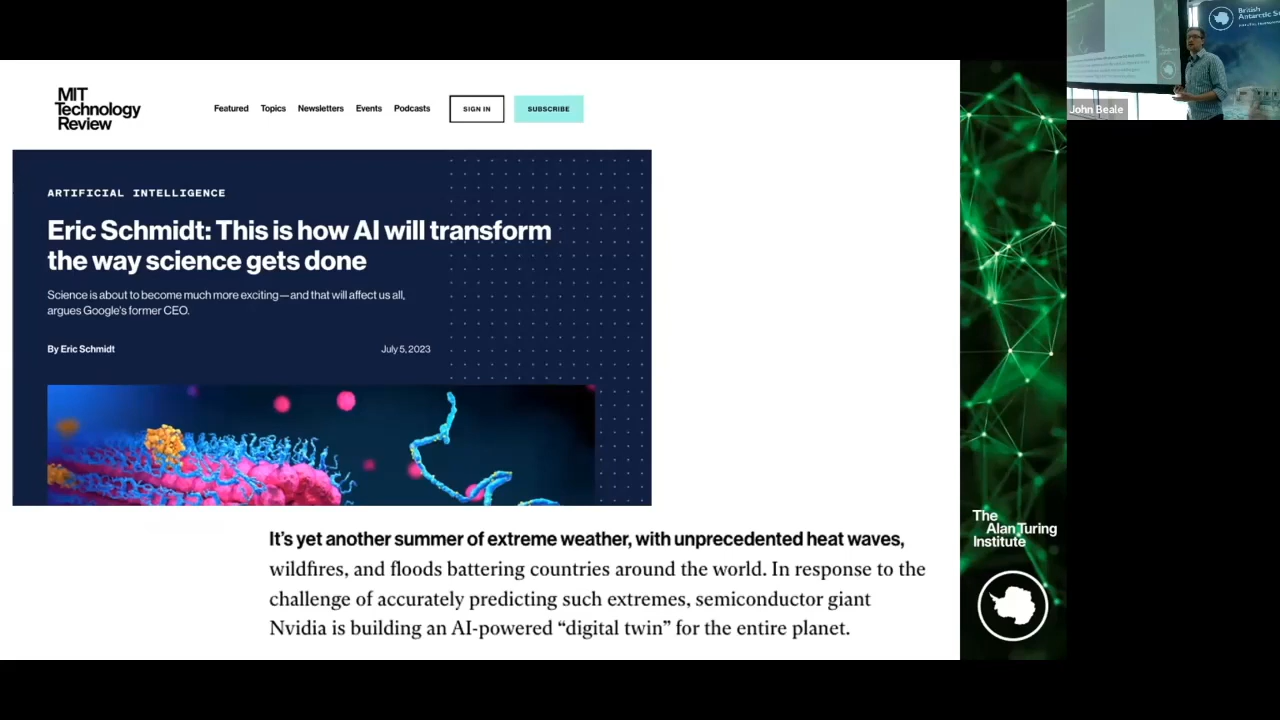 MIT
Technology
Review
Featured Topics Newsletters Events Podcasts SIGN IN SUBSCRIBE
ARTIFICIAL INTELLIGENCE
Eric Schmidt: This is how AI will transform
the way science gets done
Science is about to become much more exciting—and that will affect us all,
argues Google's former CEO.
By Eric Schmidt July 5, 2023
It's yet another summer of extreme weather, with unprecedented heat waves,
wildfires, and floods battering countries around the world. In response to the
challenge of accurately predicting such extremes, semiconductor giant
Nvidia is building an AI-powered “digital twin” for the entire planet.
The
Alan Turing
Institute
British
Antarctic
John Beale